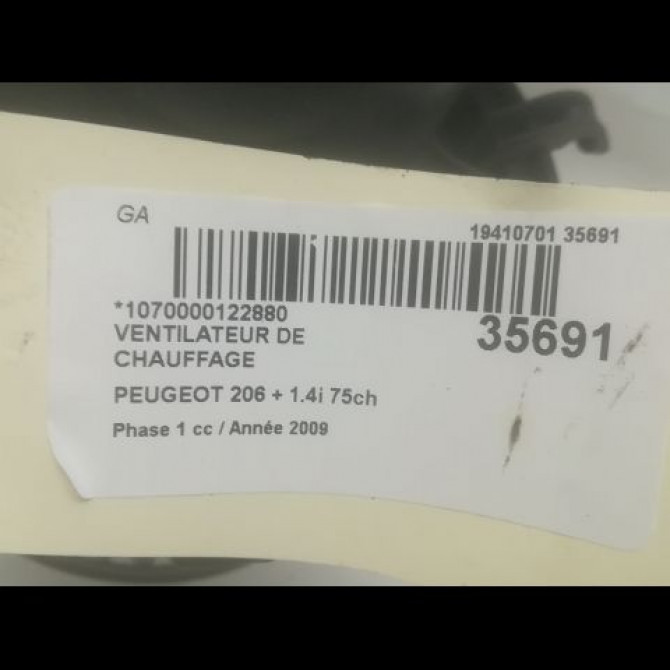 GA
19410701 35691
*1070000122880
35691
VENTILATEUR DE
CHAUFFAGE
PEUGEOT 206 + 1.4i 75ch
Phase 1 cc / Année 2009